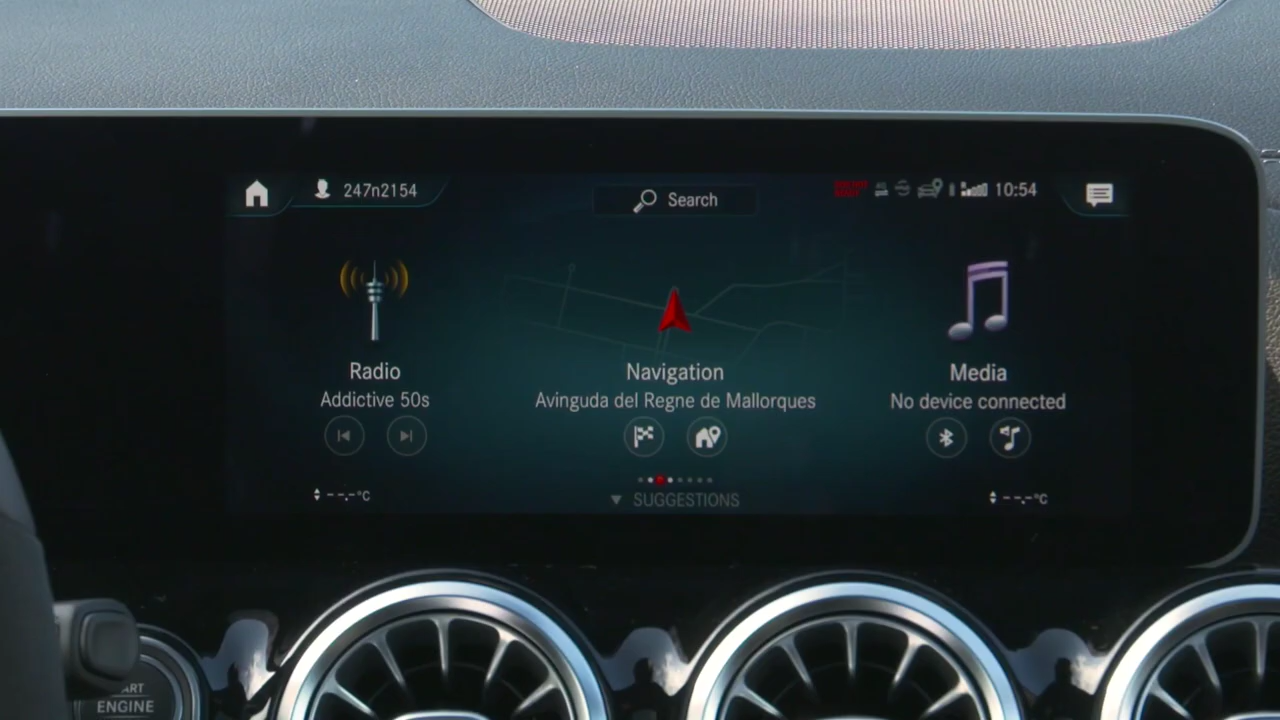 247n2154
Search
10:54
Radio
Addictive 50s
Navigation
Avinguda del Regne de Mallorques
Media
No device connected
--.-°C
SUGGESTIONS
--.-°C
ART
ENGINE